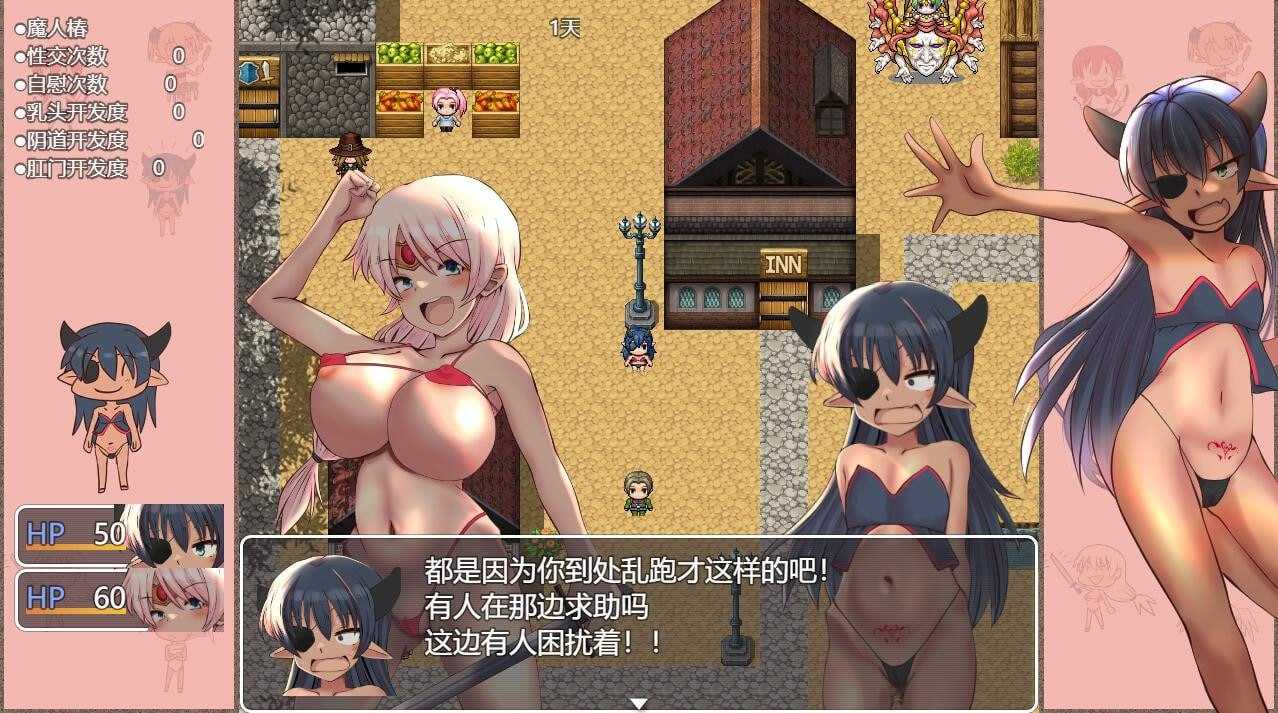 ●魔人椿
●性交次数 0
●自慰次数 0
●乳头开发度 0
●阴道开发度 0
●肛门开发度 0
1天
INN
HP 50
HP 60
都是因为你到处乱跑才这样的吧！
有人在那边求助吗
这边有人困扰着！！